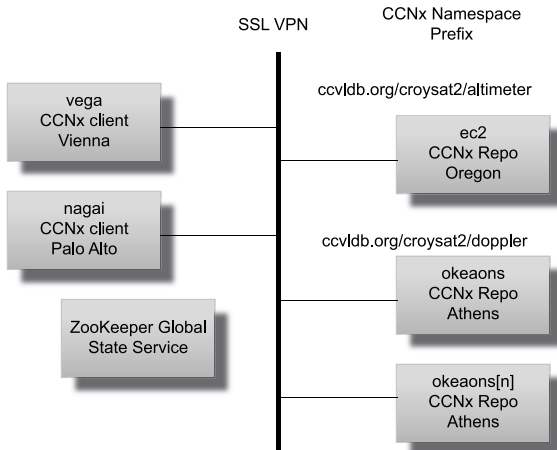 SSL VPN
CCNx Namespace
Prefix
vega
CCNx client
Vienna
nagai
CCNx client
Palo Alto
ZooKeeper Global
State Service
ccvldb.org/croysat2/altimeter
ec2
CCNx Repo
Oregon
ccvldb.org/croysat2/doppler
okeaons
CCNx Repo
Athens
okeaons[n]
CCNx Repo
Athens